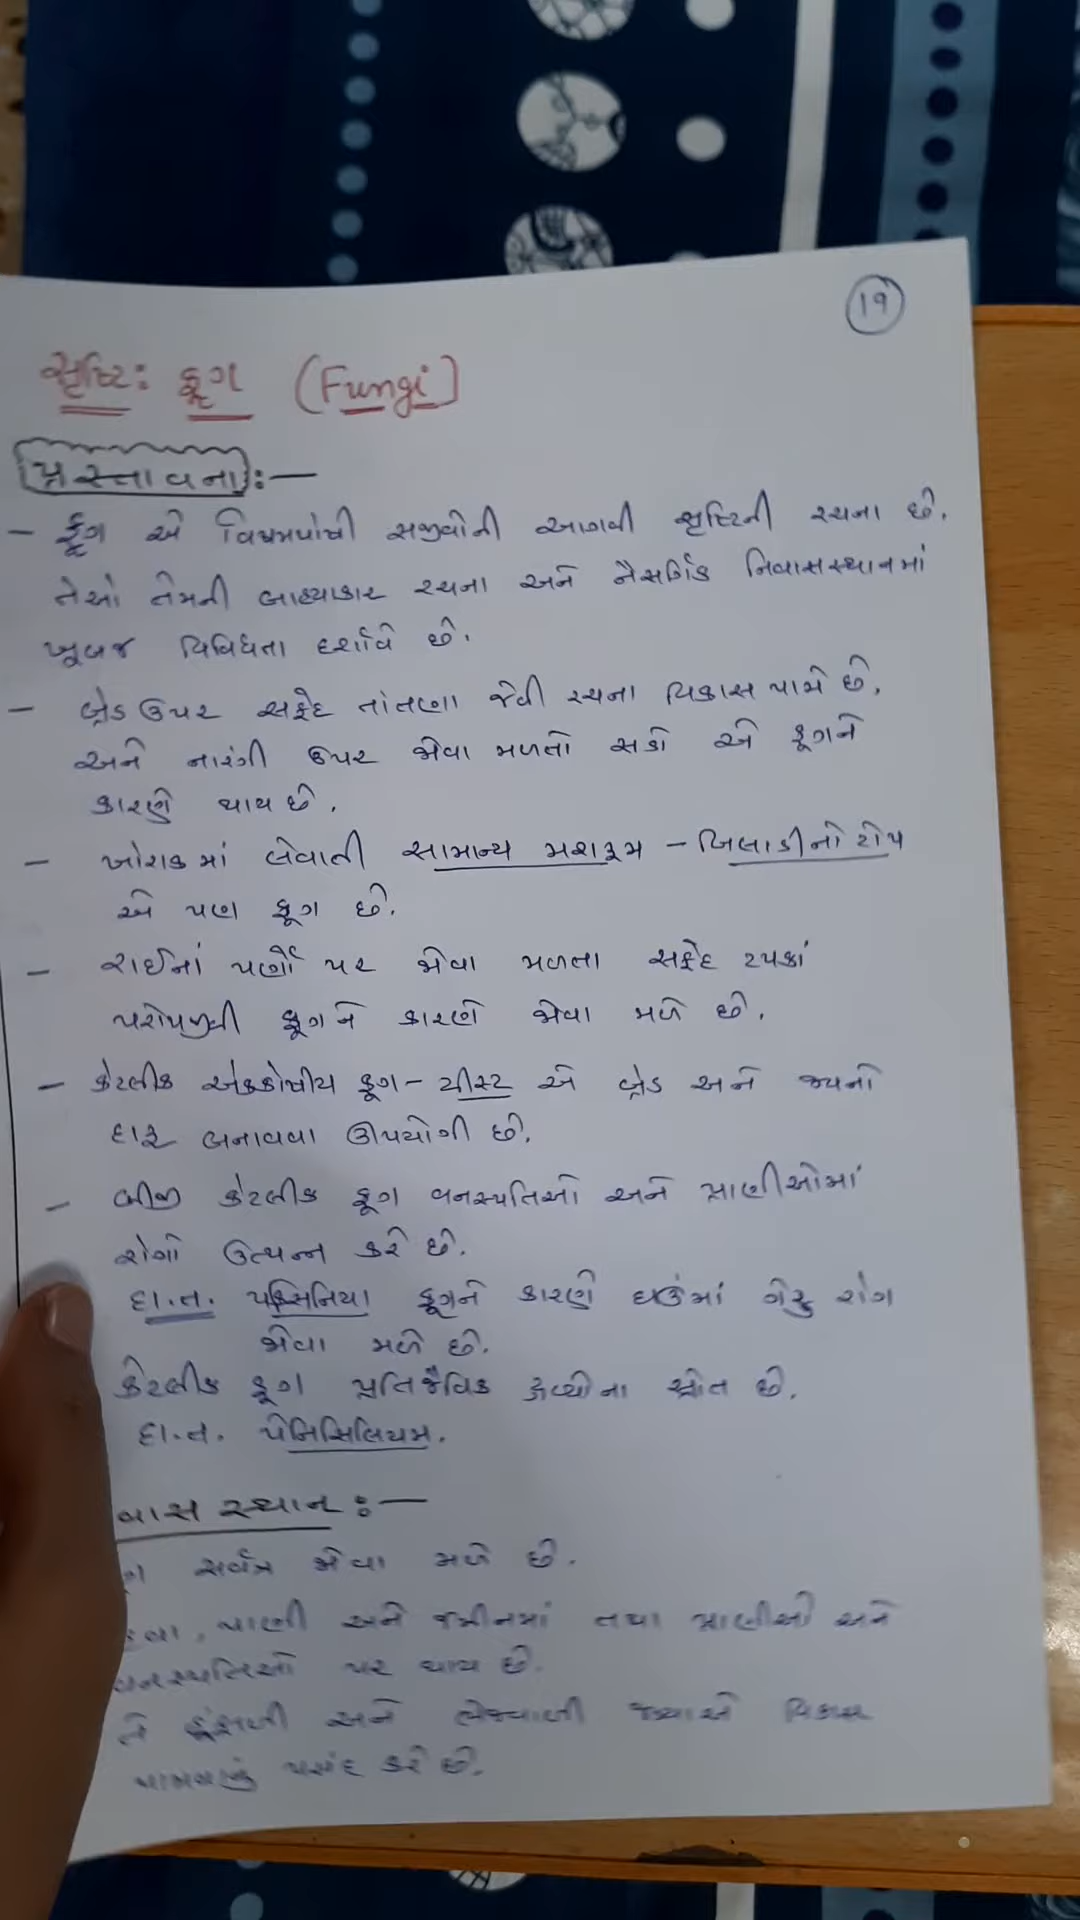 19
સૃષ્ટિ: ફૂગ (Fungi)
પ્રસ્તાવના:—
- ફૂગ એ વિષમપોષી સજીવોની આગવી સૃષ્ટિની રચના છે.
તેઓ તેમની બાહ્યાકાર રચના અને નૈસર્ગિક નિવાસસ્થાનમાં
ખૂબજ વિવિધતા દર્શાવે છે.
- બ્રેડ ઉપર સફેદ તાંતણા જેવી રચના વિકાસ પામે છે.
અને નારંગી ઉપર જોવા મળતો સડો એ ફૂગને
કારણે થાય છે.
- ખોરાકમાં લેવાતી સામાન્ય મશરૂમ - બિલાડીનો ટોપ
એ પણ ફૂગ છે.
- રાઈનાં પર્ણો પર જોવા મળતા સફેદ ટપકાં
પરોપજીવી ફૂગને કારણે જોવા મળે છે.
- કેટલીક એકકોષીય ફૂગ - યીસ્ટ એ બ્રેડ અને જવનો
દારૂ બનાવવા ઊપયોગી છે.
- બીજી કેટલીક ફૂગ વનસ્પતિઓ અને પ્રાણીઓમાં
રોગો ઉત્પન્ન કરે છે.
દા.ત. પક્સિનિયા ફૂગને કારણે ઘઉંમાં ગેરુ રોગ
જોવા મળે છે.
કેટલીક ફૂગ પ્રતિજૈવિક દ્રવ્યોના સ્રોત છે.
દા.ત. પેનિસિલિયમ.
વાસ સ્થાન:—
ગ સર્વત્ર જોવા મળે છે.
હવા, પાણી અને જમીનમાં તથા પ્રાણીઓ અને
વનસ્પતિઓ પર થાય છે.
તે હૂંફાળી અને ભેજવાળી જગ્યાએ વિકાસ
પામવાનું પસંદ કરે છે.